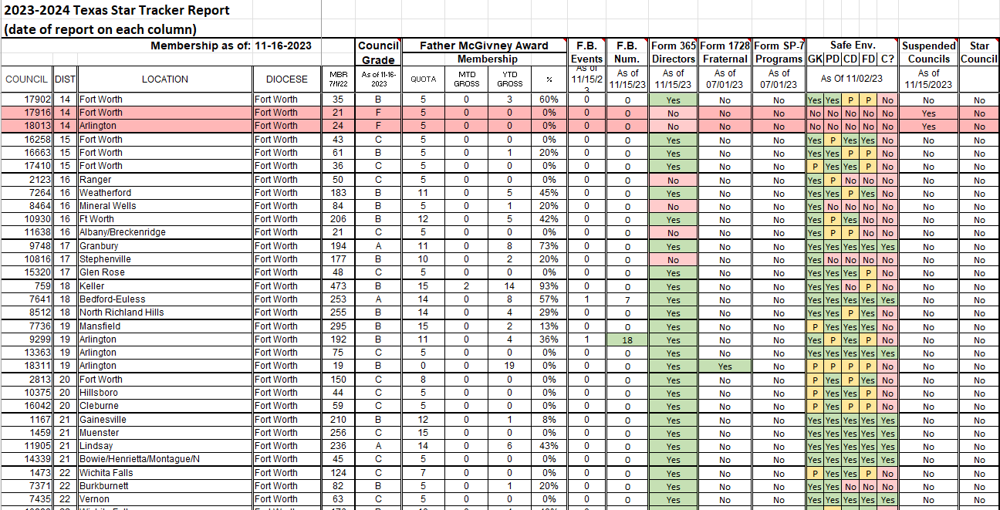 2023-2024 Texas Star Tracker Report
(date of report on each column)
Membership as of: 11-16-2023 Council Father McGivney Award F.B. F.B. Form 365 Form 1728 Form SP-7 Safe Env. Suspended Star
Grade Membership Events Num. Directors Fraternal Programs GK PD CD FD C? Councils Council
COUNCIL DIST LOCATION DIOCESE MBR 7/1/22 As of 11-16-2023 QUOTA MTD GROSS YTD GROSS % As of 11/15/23 As of 11/15/23 As of 11/15/23 As of 07/01/23 As of 07/01/23 As Of 11/02/23 As of 11/15/2023
17902 14 Fort Worth Fort Worth 35 B 5 0 3 60% 0 0 Yes No No Yes Yes P P No No No
17916 14 Fort Worth Fort Worth 21 F 5 0 0 0% 0 0 No No No No No No No No Yes No
18013 14 Arlington Fort Worth 24 F 5 0 0 0% 0 0 No No No No No No No No Yes No
16258 15 Fort Worth Fort Worth 43 C 5 0 0 0% 0 0 Yes No No Yes P Yes Yes No No No
16663 15 Fort Worth Fort Worth 61 B 5 0 1 20% 0 0 Yes No No Yes Yes P P No No No
17410 15 Fort Worth Fort Worth 36 C 5 0 0 0% 0 0 Yes No No P Yes Yes P No No No
2123 16 Ranger Fort Worth 50 C 5 0 0 0% 0 0 No No No Yes P No No No No No
7264 16 Weatherford Fort Worth 183 B 11 0 5 45% 0 0 Yes No No Yes Yes P Yes No No No
8464 16 Mineral Wells Fort Worth 84 B 5 0 1 20% 0 0 No No No Yes No No No No No No
10930 16 Ft Worth Fort Worth 206 B 12 0 5 42% 0 0 Yes No No Yes P Yes No No No No
11638 16 Albany/Breckenridge Fort Worth 21 C 5 0 0 0% 0 0 No No No Yes P P No No No No
9748 17 Granbury Fort Worth 194 A 11 0 8 73% 0 0 Yes No No Yes Yes Yes Yes Yes No No
10816 17 Stephenville Fort Worth 177 B 10 0 2 20% 0 0 No No No Yes No No No No No No
15320 17 Glen Rose Fort Worth 48 C 5 0 0 0% 0 0 Yes No No Yes Yes Yes P No No No
759 18 Keller Fort Worth 473 B 15 2 14 93% 0 0 Yes No No Yes Yes No P No No No
7641 18 Bedford-Euless Fort Worth 253 A 14 0 8 57% 1 7 Yes No No Yes Yes Yes Yes Yes No No
8512 18 North Richland Hills Fort Worth 255 B 14 0 4 29% 0 0 Yes No No Yes Yes P Yes No No No
7736 19 Mansfield Fort Worth 295 B 15 0 2 13% 0 0 Yes No No P Yes Yes Yes No No No
9299 19 Arlington Fort Worth 192 B 11 0 4 36% 1 18 Yes No No Yes P Yes P No No No
13363 19 Arlington Fort Worth 75 C 5 0 0 0% 0 0 Yes No No Yes Yes Yes Yes Yes No No
18311 19 Arlington Fort Worth 19 B 0 0 19 0% 0 0 Yes Yes No P P P P No No No
2813 20 Fort Worth Fort Worth 150 C 8 0 0 0% 0 0 Yes No No P Yes P Yes No No No
10375 20 Hillsboro Fort Worth 44 C 5 0 0 0% 0 0 Yes No No P Yes Yes P No No No
16042 20 Cleburne Fort Worth 59 C 5 0 0 0% 0 0 Yes No No P Yes P P No No No
1167 21 Gainesville Fort Worth 210 B 12 0 1 8% 0 0 Yes No No Yes Yes Yes Yes Yes No No
1459 21 Muenster Fort Worth 256 C 15 0 0 0% 0 0 Yes No No Yes Yes Yes Yes Yes No No
11905 21 Lindsay Fort Worth 236 A 14 0 6 43% 0 0 Yes No No Yes Yes Yes Yes Yes No No
14339 21 Bowie/Henrietta/Montague/N Fort Worth 45 C 5 0 0 0% 0 0 Yes No No Yes Yes Yes Yes Yes No No
1473 22 Wichita Falls Fort Worth 124 C 7 0 0 0% 0 0 Yes No No P Yes Yes P No No No
7371 22 Burkburnett Fort Worth 82 B 5 0 1 20% 0 0 Yes No No Yes Yes No No No No No
7435 22 Vernon Fort Worth 63 C 5 0 0 0% 0 0 Yes No No Yes Yes Yes Yes No No No